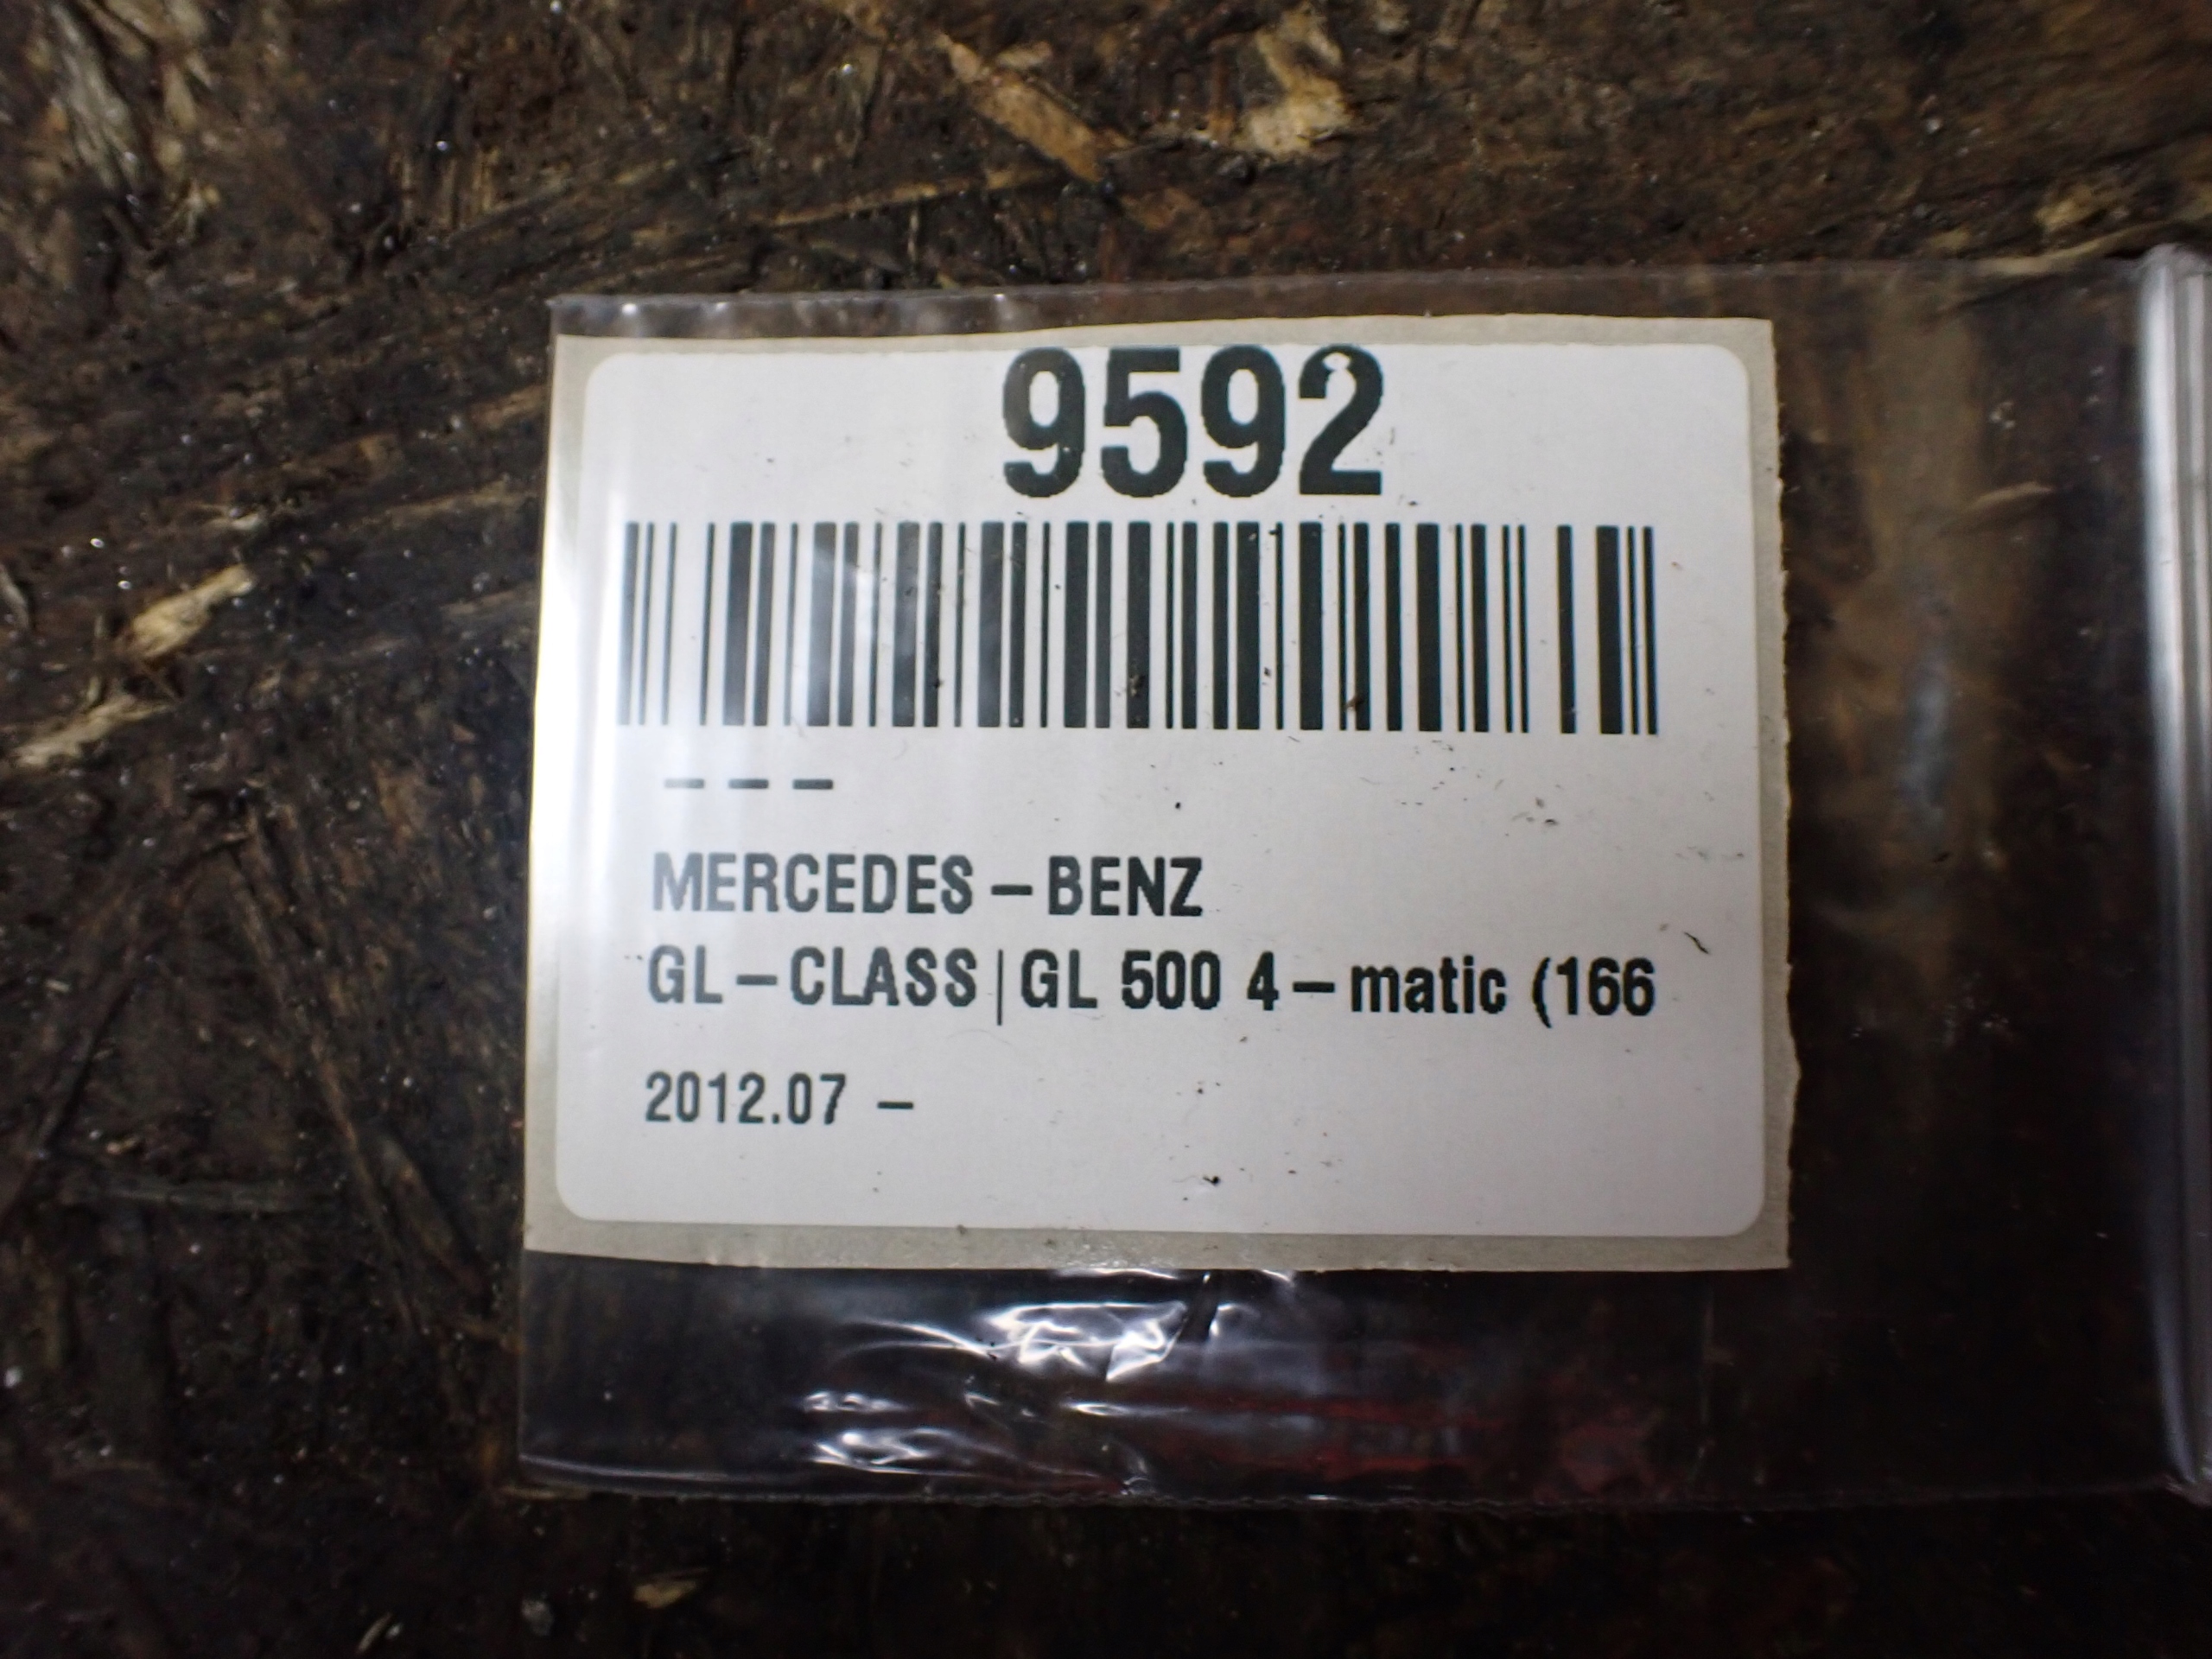 9592
– – –
MERCEDES–BENZ
GL–CLASS|GL 500 4–matic (166
2012.07 –